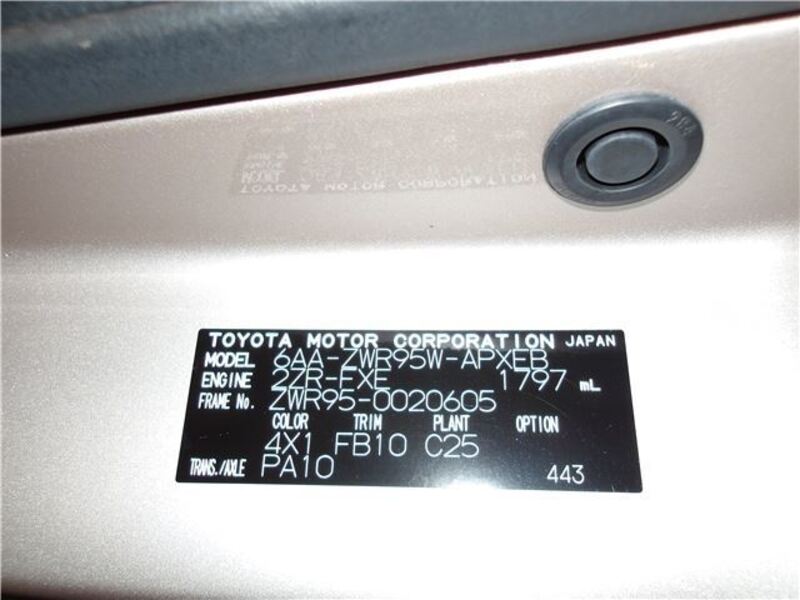 284
TOYOTA MOTOR CORPORATION JAPAN
MODEL 6AA-ZWR95W-APXEB
ENGINE 2ZR-FXE 1797 mL
FRAME No. ZWR95-0020605
COLOR TRIM PLANT OPTION
4X1 FB10 C25
TRANS./AXLE PA10 443